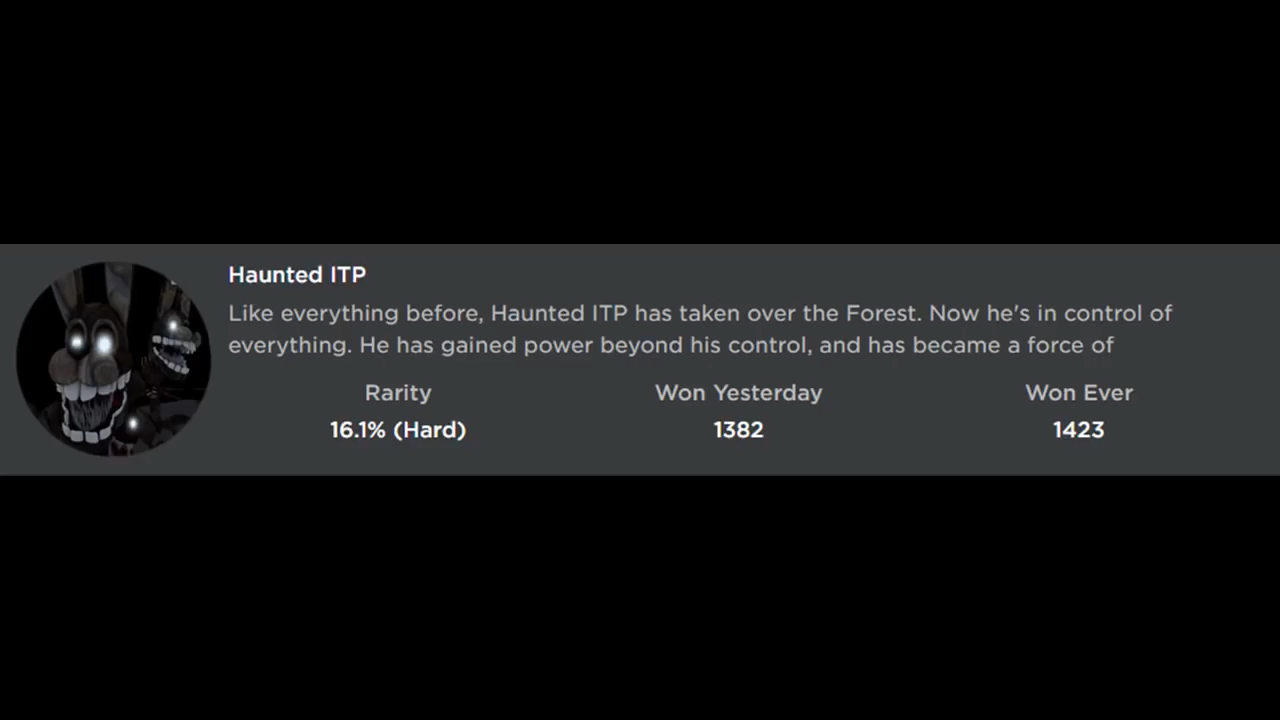 Haunted ITP
Like everything before, Haunted ITP has taken over the Forest. Now he's in control of
everything. He has gained power beyond his control, and has became a force of
Rarity Won Yesterday Won Ever
16.1% (Hard) 1382 1423